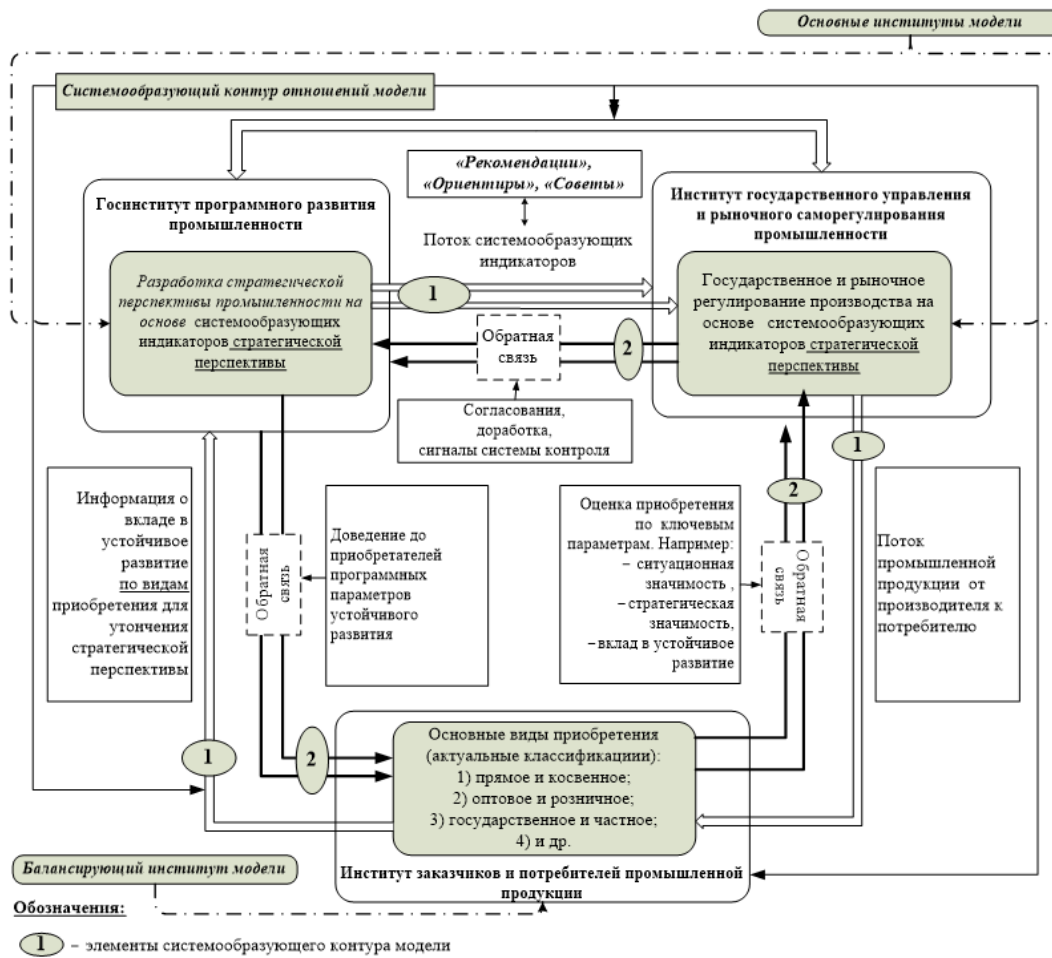 Основные институты модели
Системообразующий контур отношений модели
«Рекомендации»,
«Ориентиры», «Советы»
Госинститут программного развития
промышленности
Институт государственного управления
и рыночного саморегулирования
промышленности
Поток системообразующих
индикаторов
Разработка стратегической
перспективы промышленности на
основе системообразующих
индикаторов стратегической
перспективы
1
Государственное и рыночное
регулирование производства на
основе системообразующих
индикаторов стратегической
перспективы
Обратная
связь
2
Согласования,
доработка,
сигналы системы контроля
1
2
Информация о
вкладе в
устойчивое
развитие
по видам
приобретения для
утончения
стратегической
перспективы
Обратная
связь
Доведение до
приобретателей
программных
параметров
устойчивого
развития
Оценка приобретения
по ключевым
параметрам. Например:
– ситуационная
значимость ,
– стратегическая
значимость,
– вклад в устойчивое
развитие
Обратная
связь
Поток
промышленной
продукции от
производителя к
потребителю
1
2
Основные виды приобретения
(актуальные классификациии):
1) прямое и косвенное;
2) оптовое и розничное;
3) государственное и частное;
4) и др.
Институт заказчиков и потребителей промышленной
продукции
Балансирующий институт модели
Обозначения:
1 – элементы системообразующего контура модели